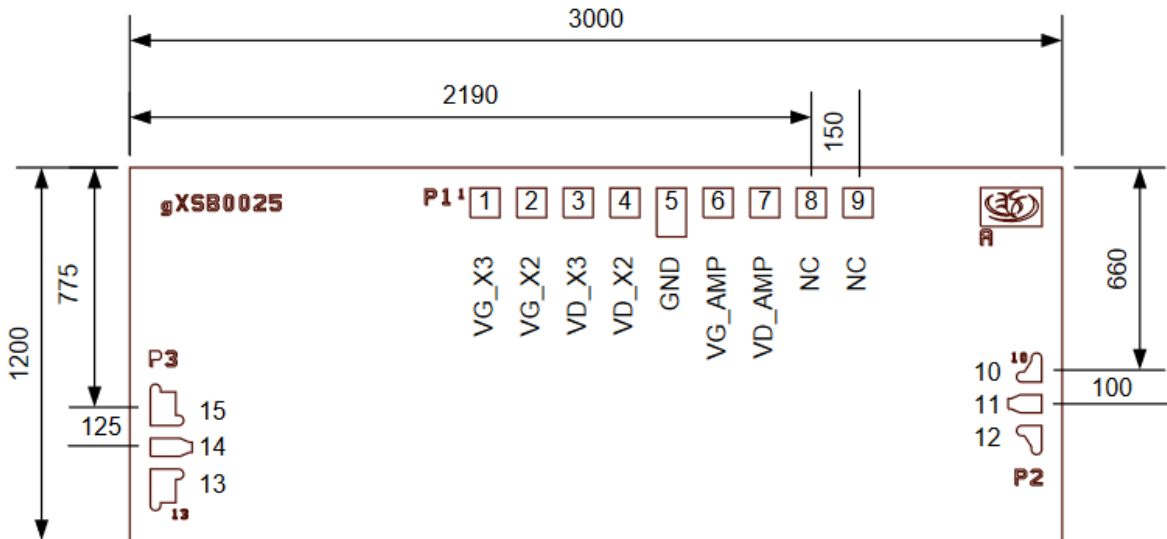 3000
2190
150
gXSB0025
P1 1 1 2 3 4 5 6 7 8 9
A
VG_X3
VG_X2
VD_X3
VD_X2
GND
VG_AMP
VD_AMP
NC
NC
1200
775
125
P3
15
14
13
13
660
100
10
10
11
12
P2